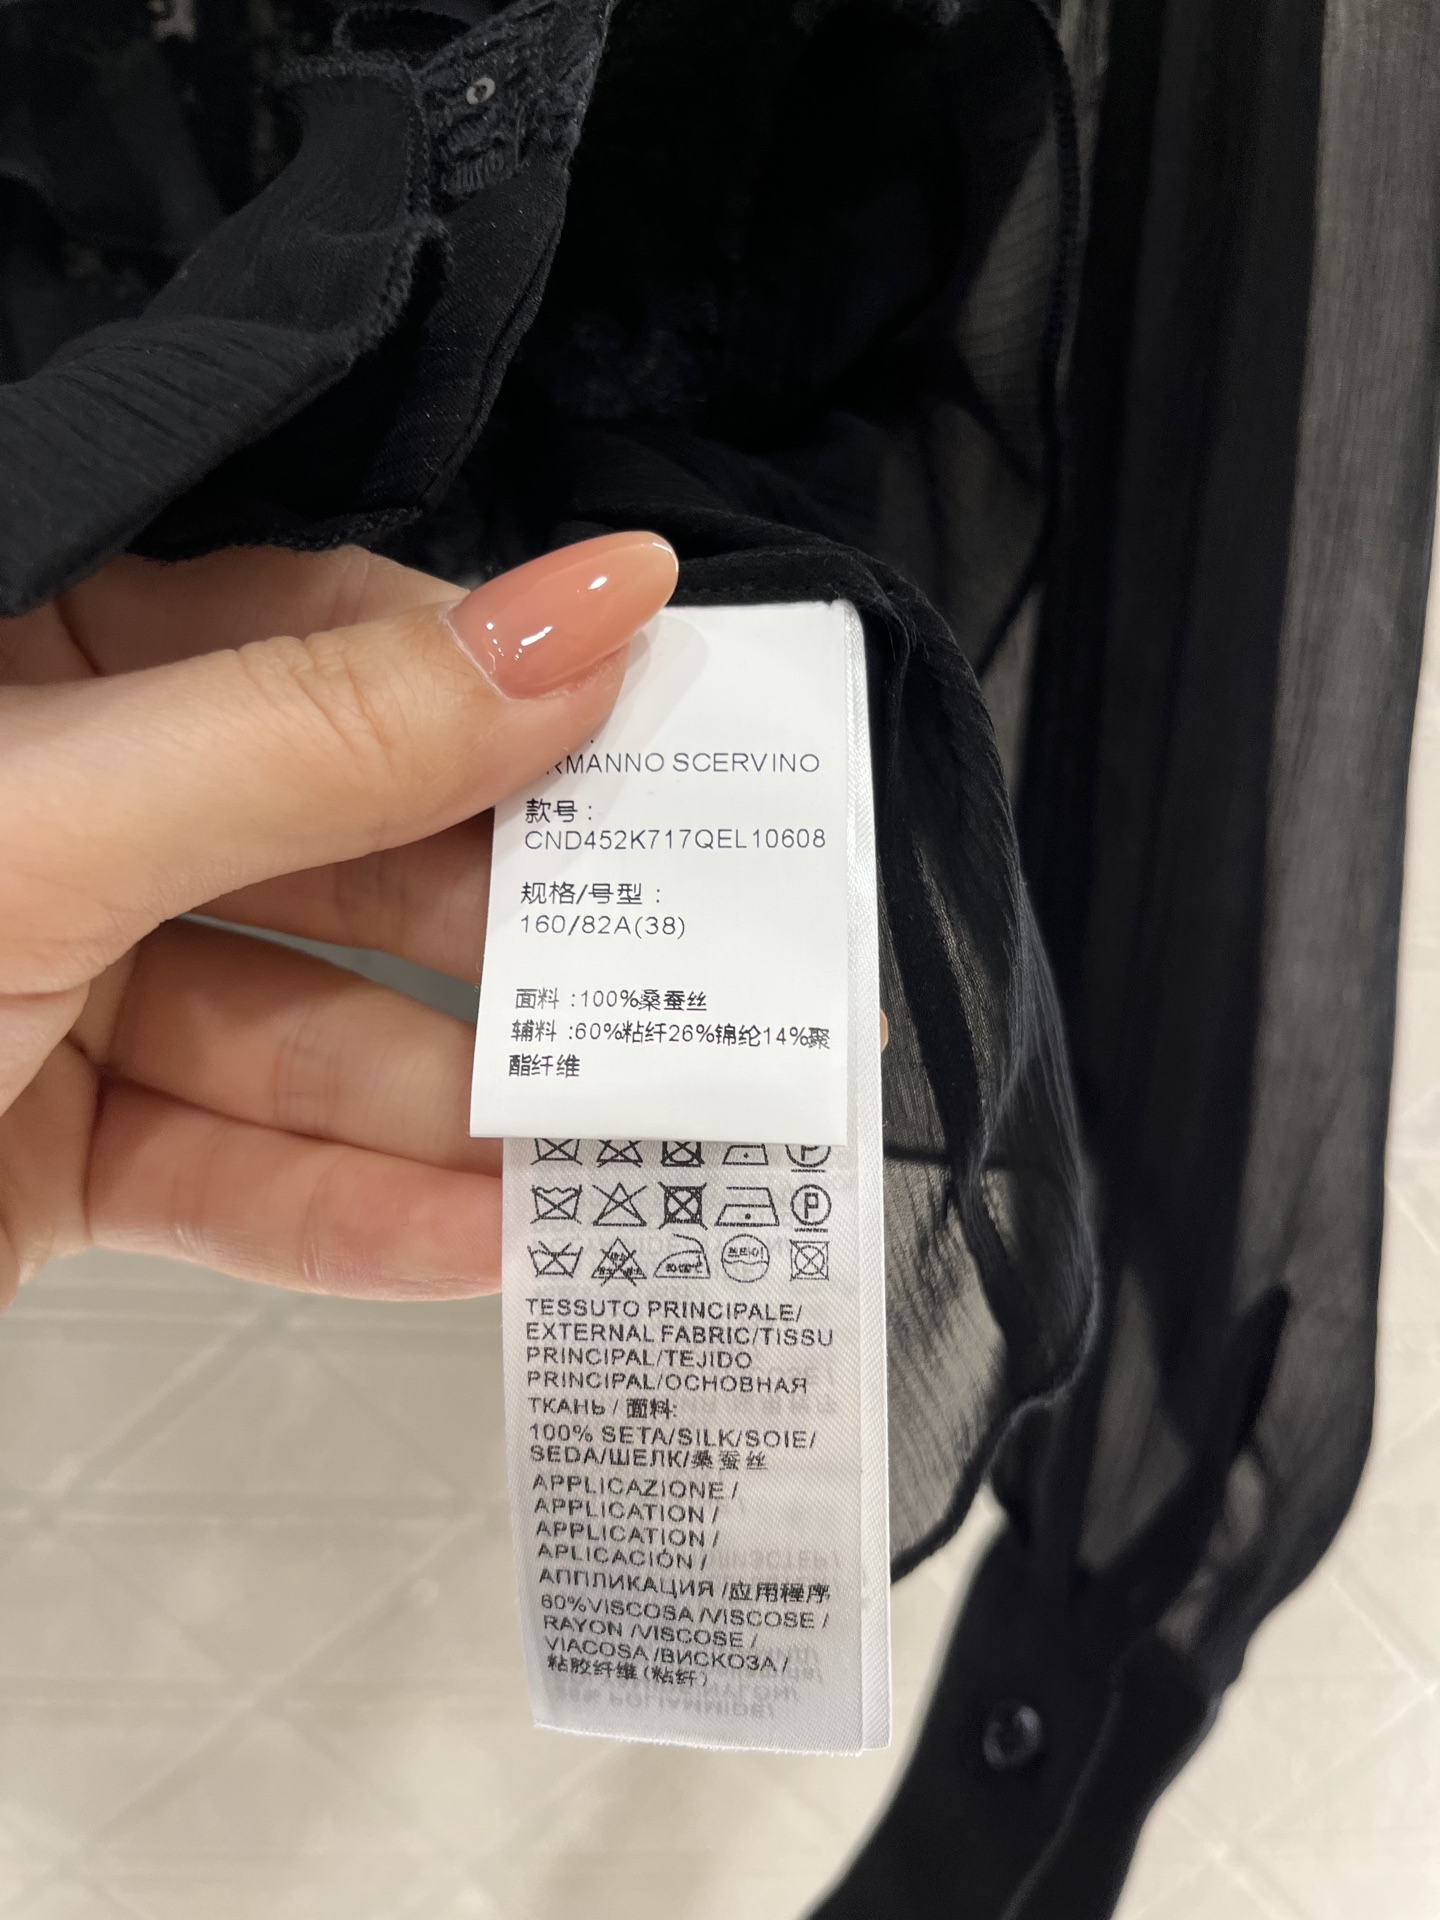 RMANNO SCERVINO
款号：
CND452K717QEL10608
规格/号型：
160/82A(38)
面料:100%桑蚕丝
辅料:60%粘纤26%锦纶14%聚
酯纤维
P
P
TESSUTO PRINCIPALE/
EXTERNAL FABRIC/TISSU
PRINCIPAL/TEJIDO
PRINCIPAL/ОСНОВНАЯ
ТКАНЬ / 面料:
100% SETA/SILK/SOIE/
SEDA/ШЕЛК/桑蚕丝
APPLICAZIONE /
APPLICATION /
APPLICATION /
APLICACIÓN /
АППЛИКАЦИЯ /应用程序
60%VISCOSA /VISCOSE /
RAYON /VISCOSE /
VIACOSA /ВИСКОЗА /
粘胶纤维 (粘纤)